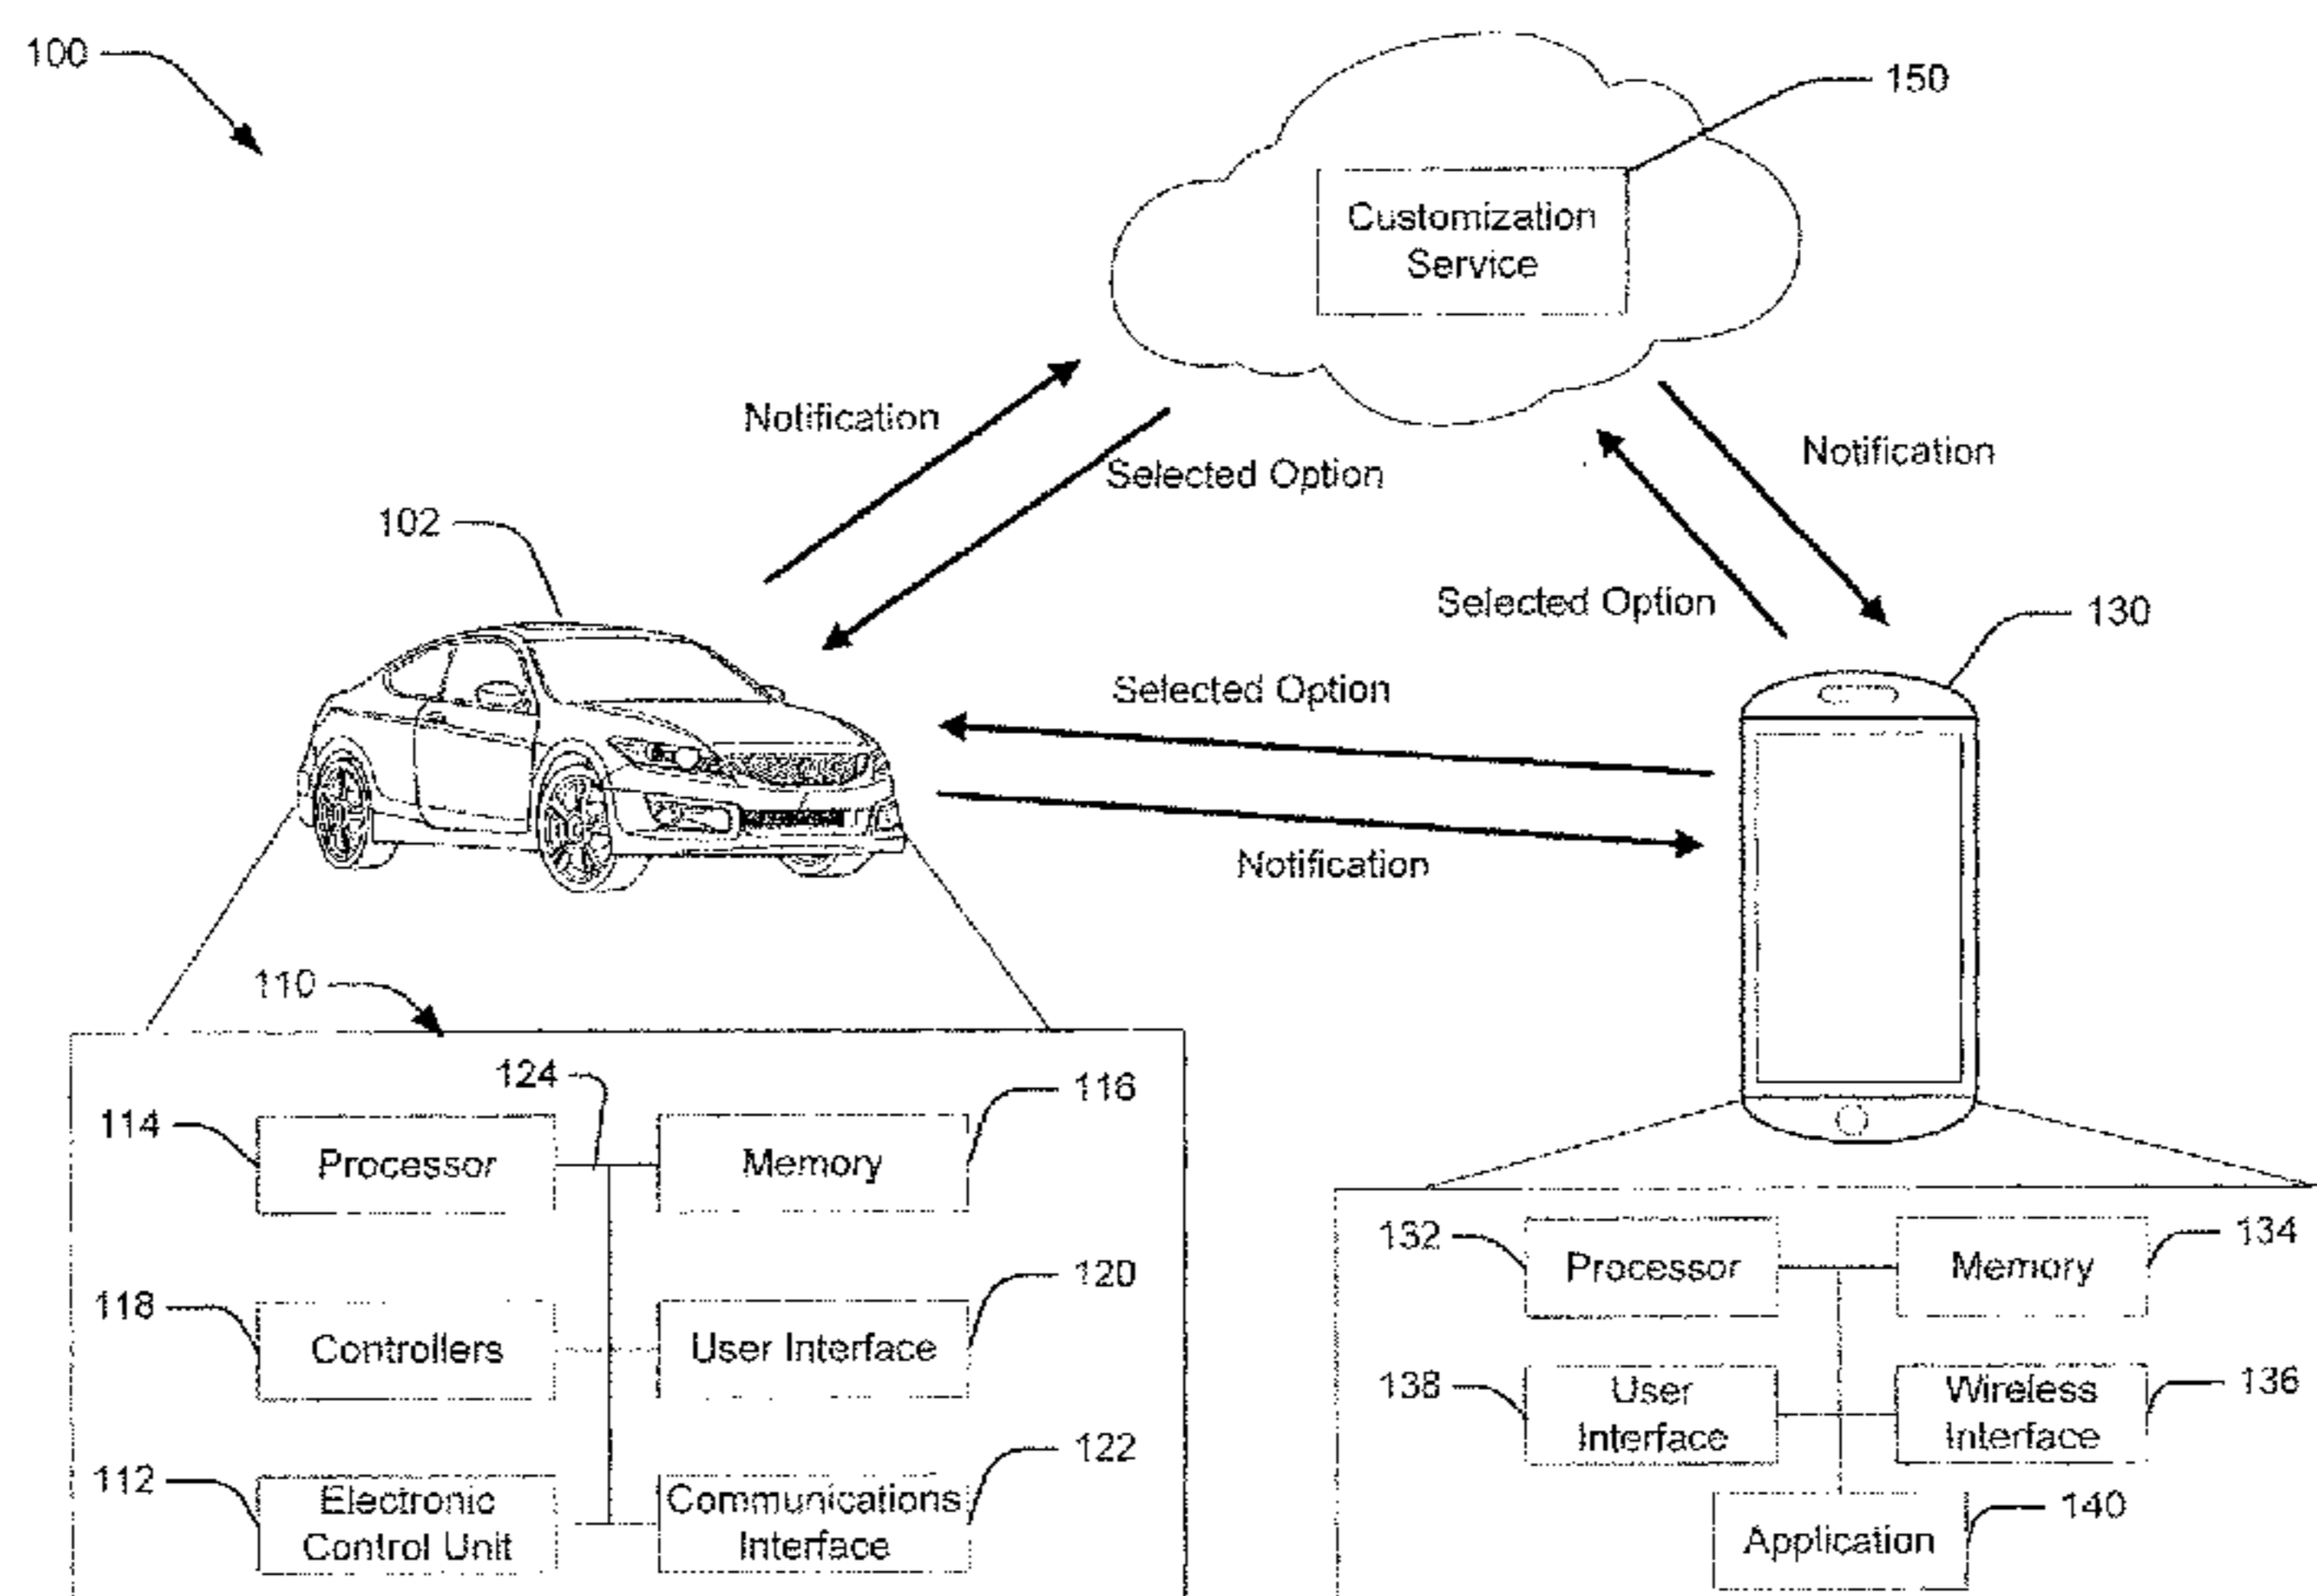 100
150
Customization
Service
Notification
Selected Option
Notification
102
Selected Option
130
Selected Option
Notification
110
124
116
114
Processor
Memory
118
120
Controllers
User Interface
112
122
Electronic
Control Unit
Communications
Interface
132
134
Processor
Memory
138
136
User
Interface
Wireless
Interface
140
Application